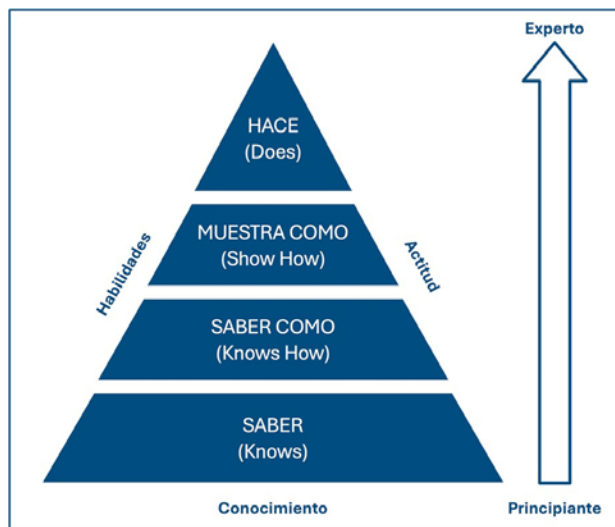 Experto
HACE
(Does)
MUESTRA COMO
(Show How)
Habilidades
Actitud
SABER COMO
(Knows How)
SABER
(Knows)
Conocimiento
Principiante